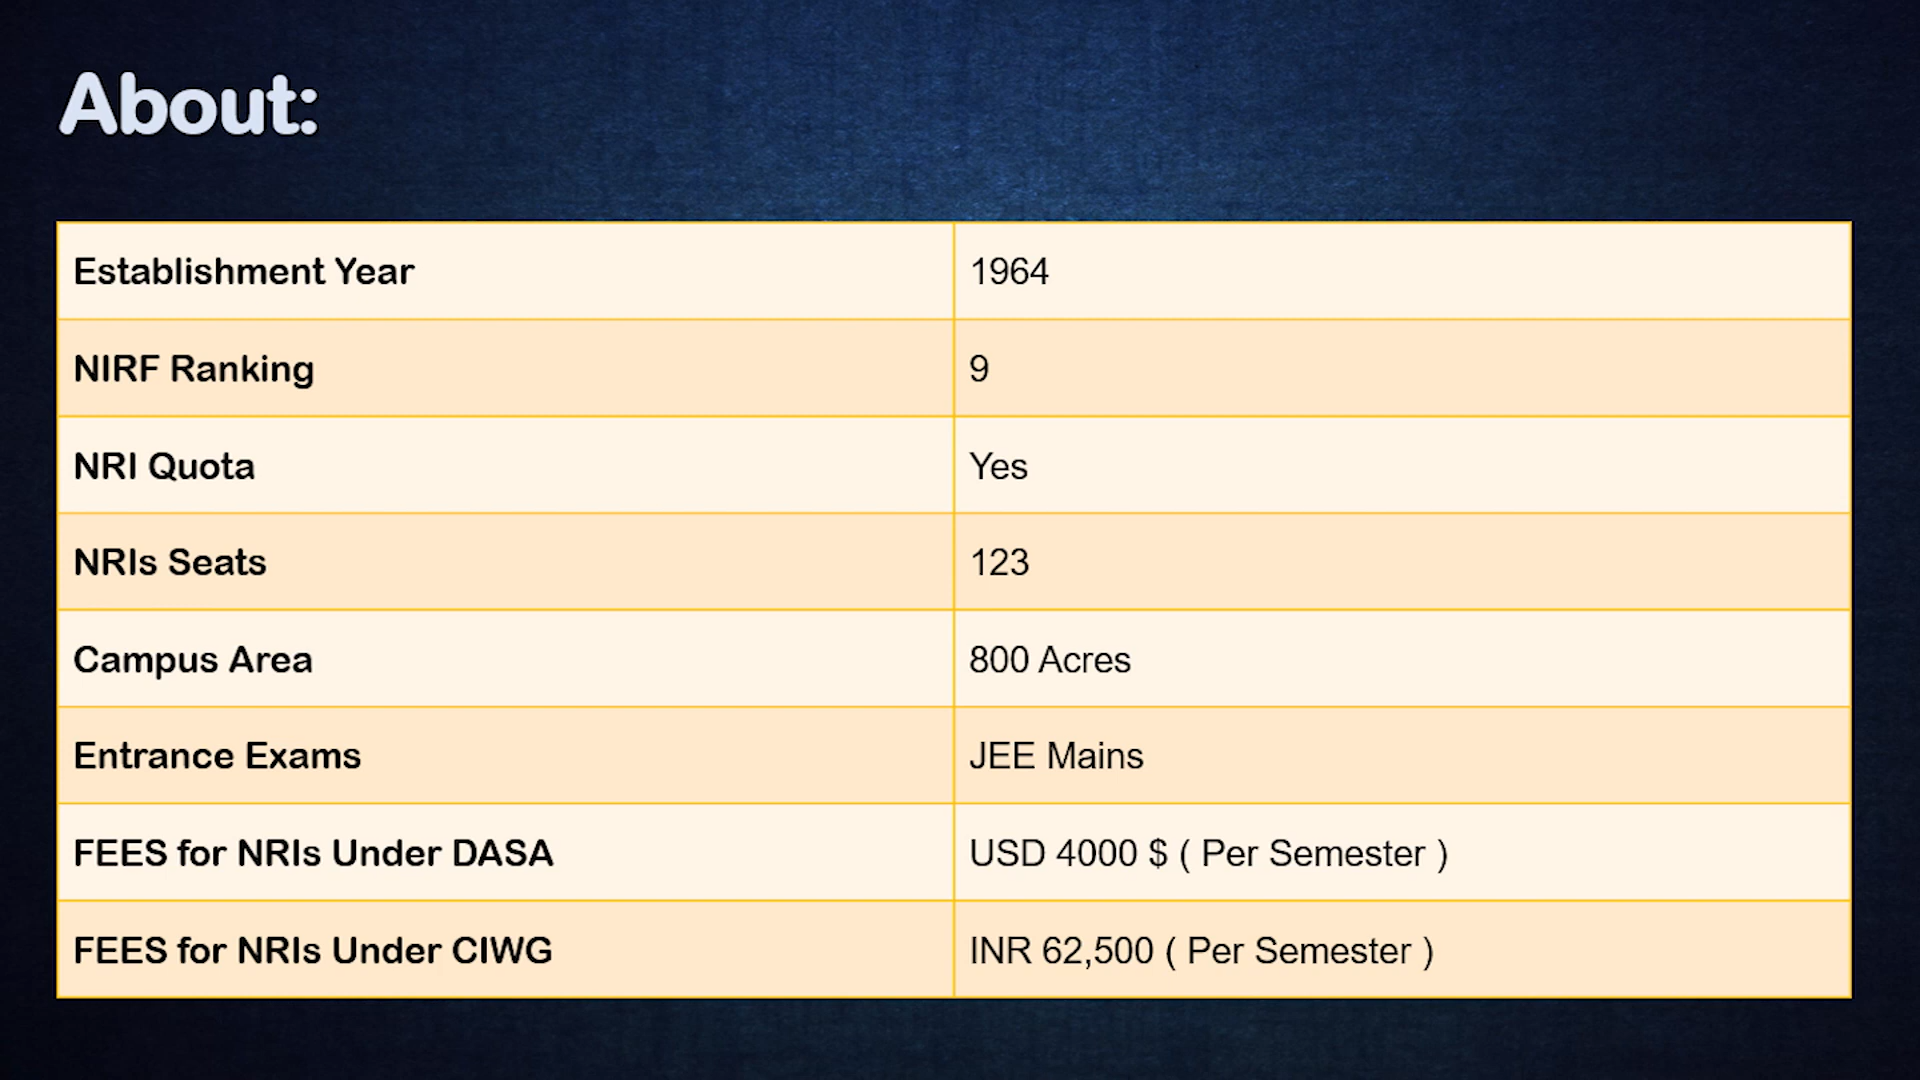 About:
Establishment Year 1964
NIRF Ranking 9
NRI Quota Yes
NRIs Seats 123
Campus Area 800 Acres
Entrance Exams JEE Mains
FEES for NRIs Under DASA USD 4000 $ ( Per Semester )
FEES for NRIs Under CIWG INR 62,500 ( Per Semester )